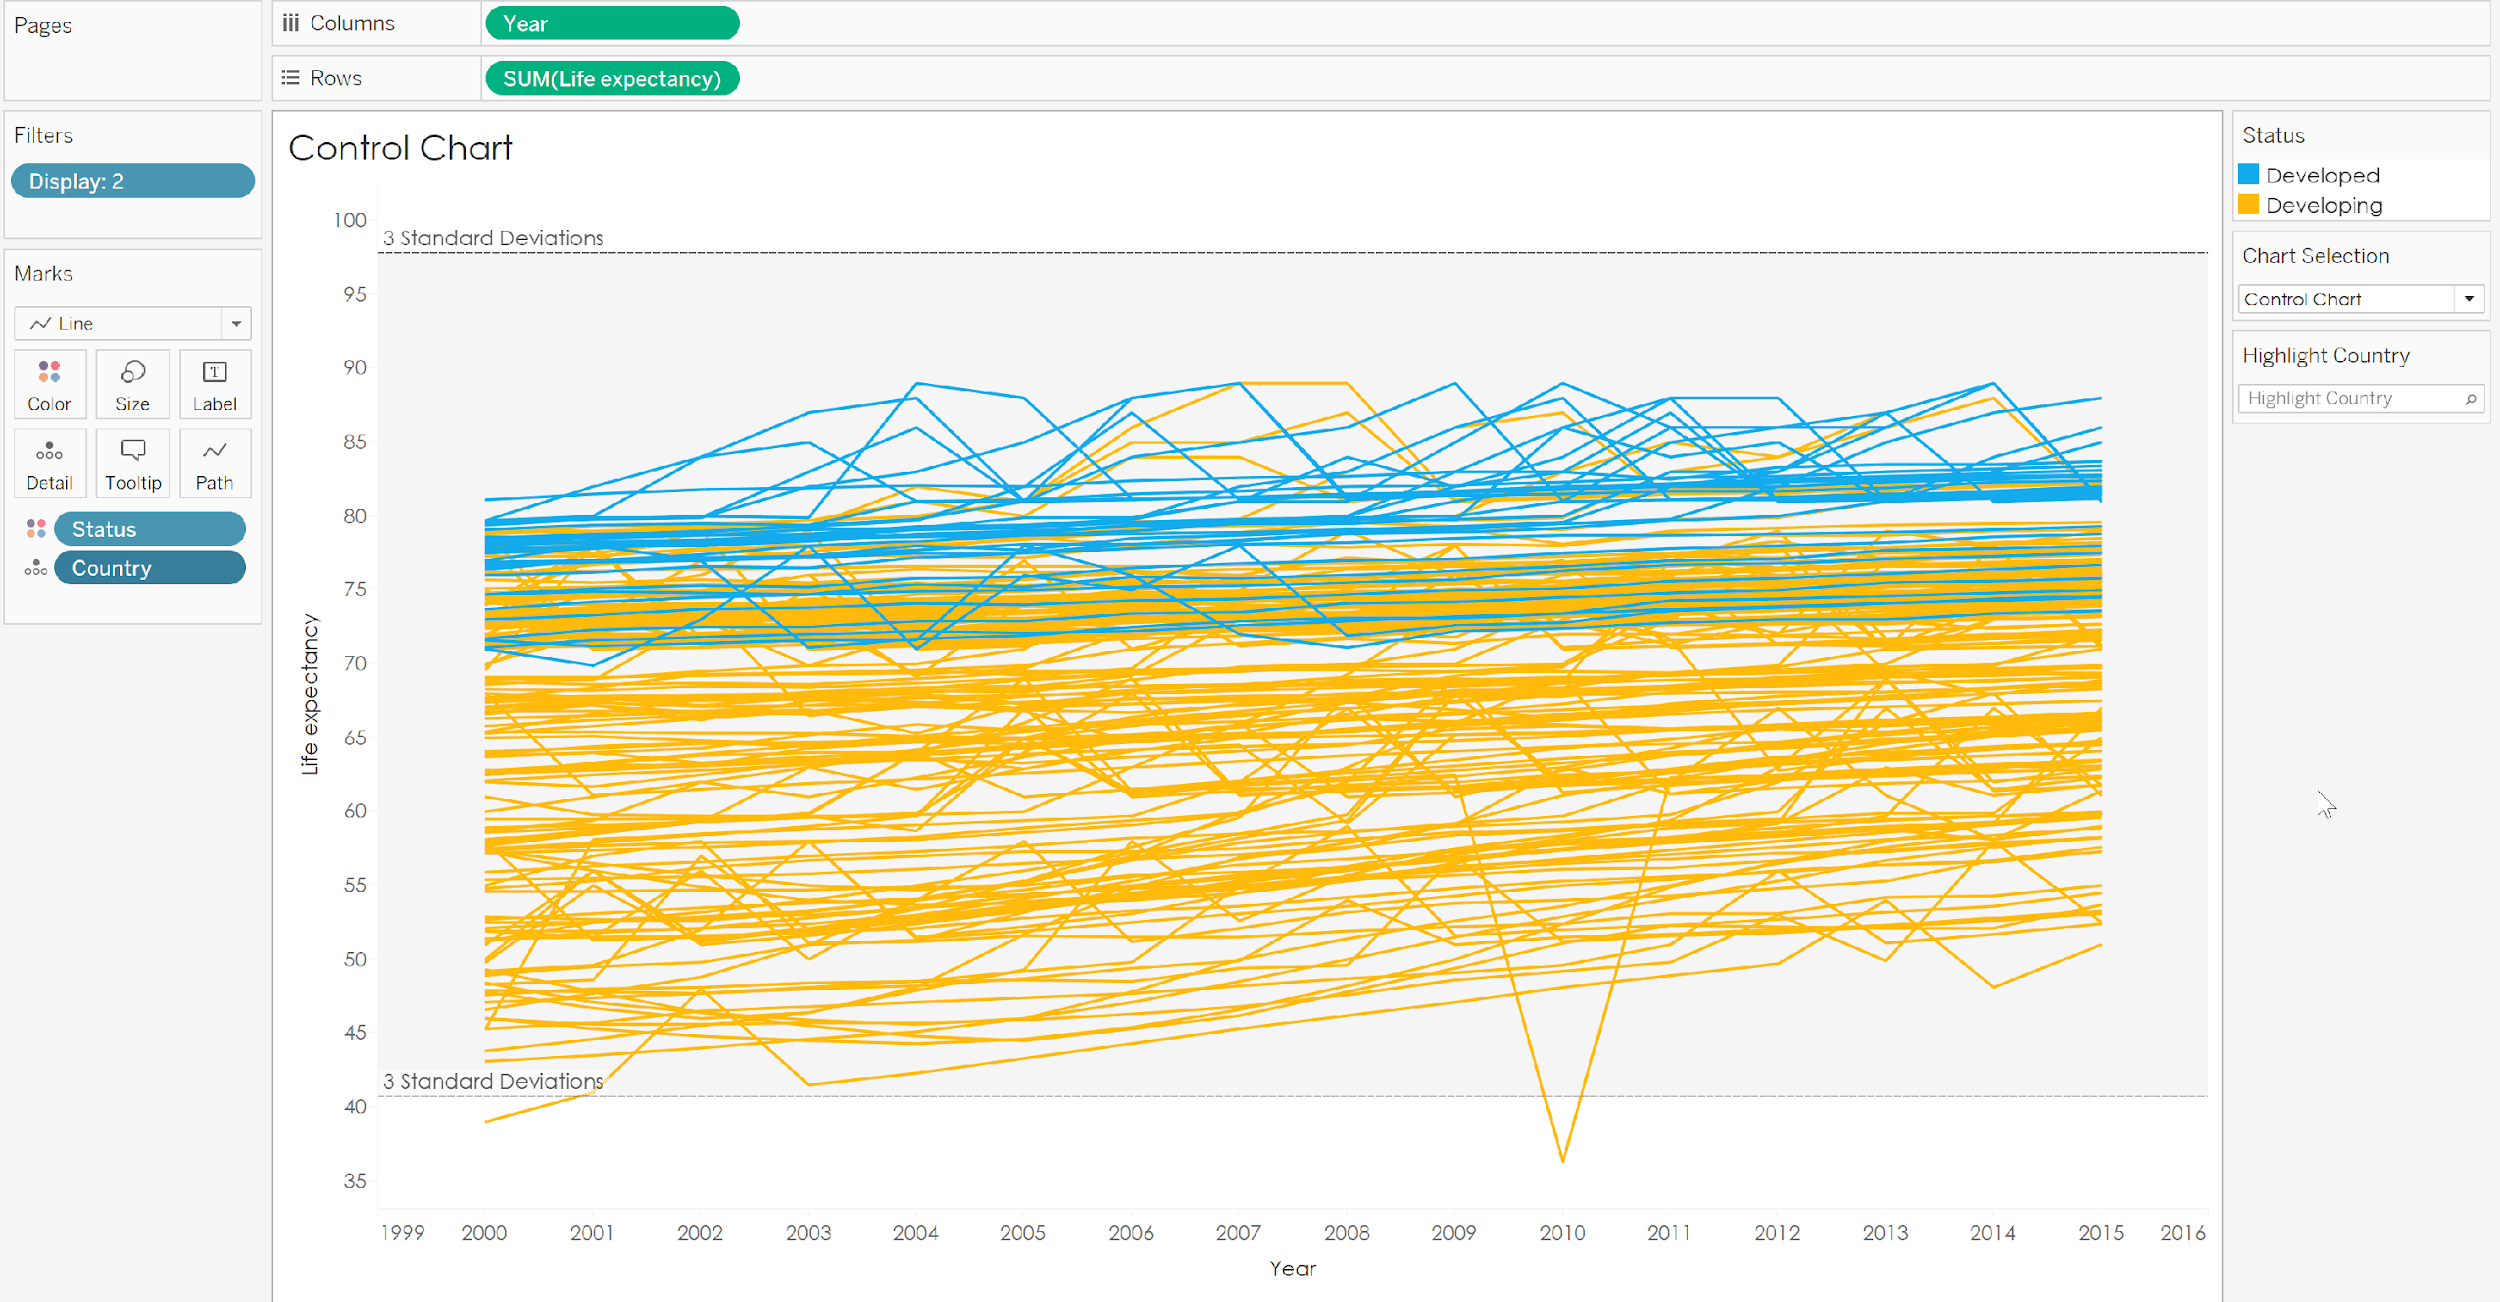 Pages
Columns
Year
Rows
SUM(Life expectancy)
Filters
Display: 2
Marks
Line
Color
Size
T
Label
Detail
Tooltip
Path
Status
Country
Control Chart
100
95
90
85
80
75
70
65
60
55
50
45
40
35
3 Standard Deviations
3 Standard Deviations
Life expectancy
1999 2000 2001 2002 2003 2004 2005 2006 2007 2008 2009 2010 2011 2012 2013 2014 2015 2016
Year
Status
Developed
Developing
Chart Selection
Control Chart
Highlight Country
Highlight Country